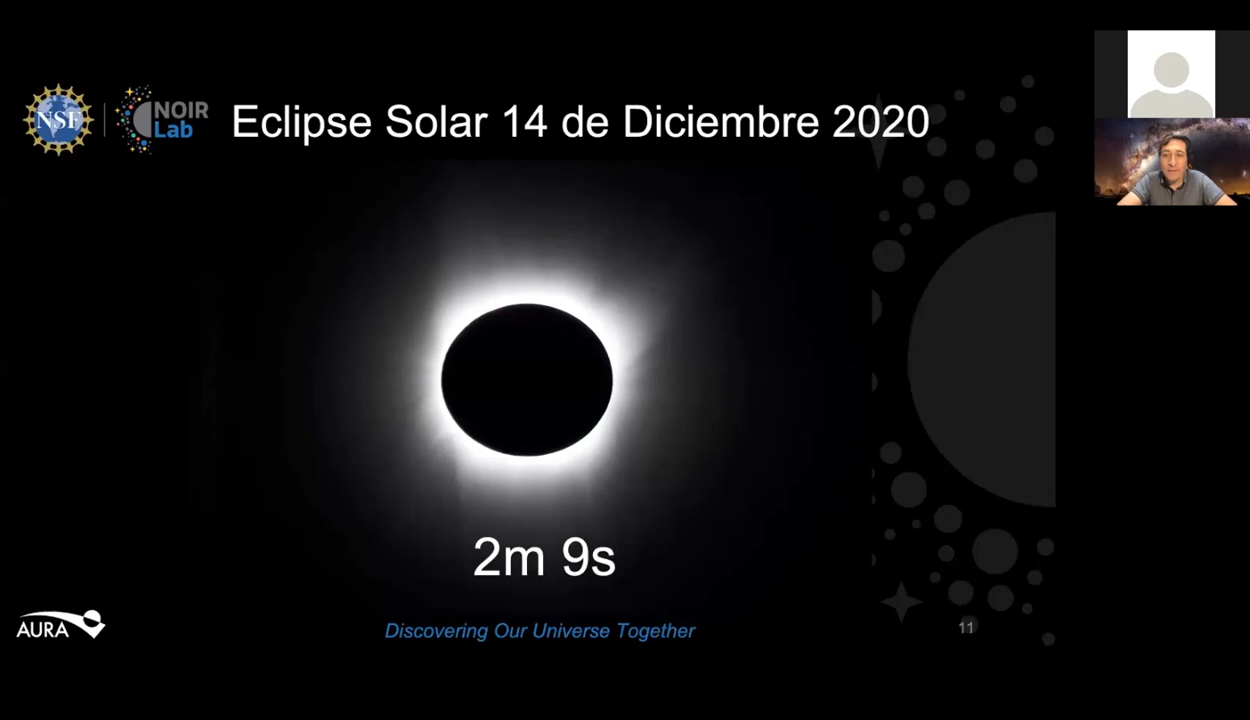 NSF
NOIR
Lab
Eclipse Solar 14 de Diciembre 2020
2m 9s
AURA
Discovering Our Universe Together
11